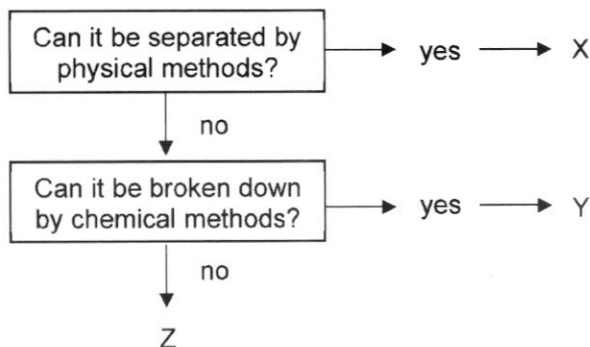 Can it be separated by
physical methods?
yes
X
no
Can it be broken down
by chemical methods?
yes
Y
no
Z